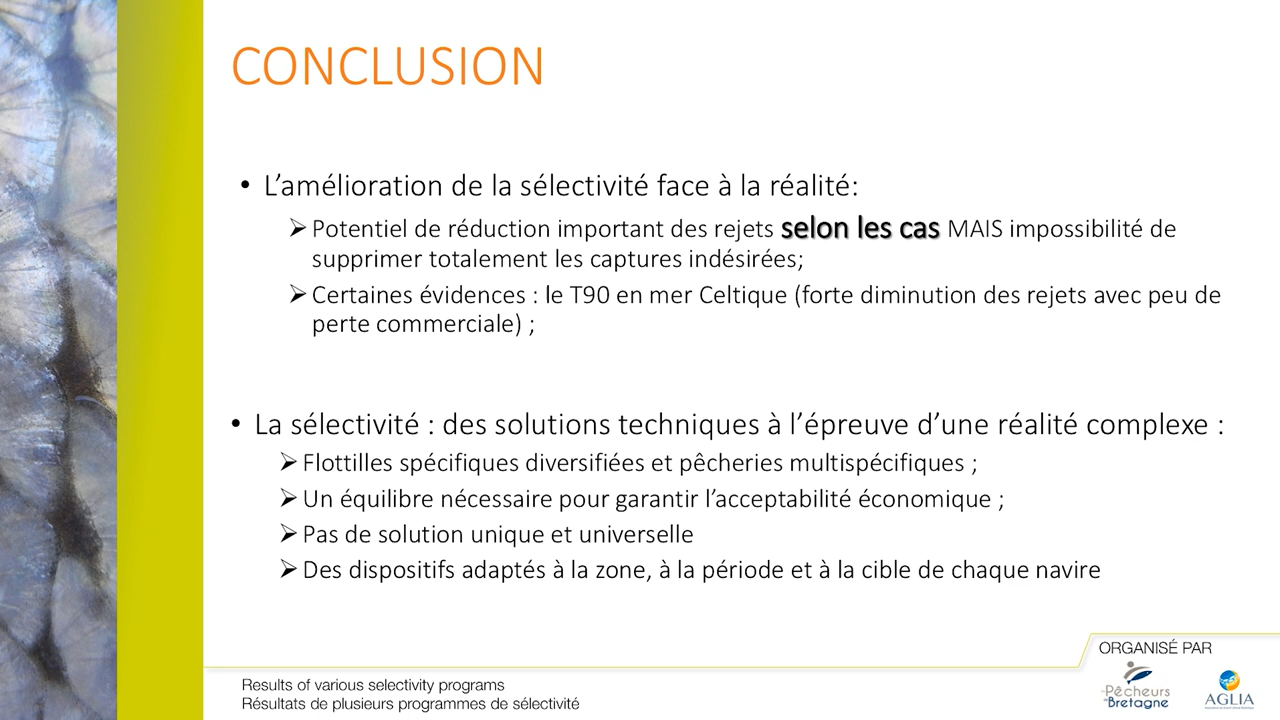 CONCLUSION
• L’amélioration de la sélectivité face à la réalité:
➢ Potentiel de réduction important des rejets selon les cas MAIS impossibilité de
supprimer totalement les captures indésirées;
➢ Certaines évidences : le T90 en mer Celtique (forte diminution des rejets avec peu de
perte commerciale) ;
• La sélectivité : des solutions techniques à l’épreuve d’une réalité complexe :
➢ Flottilles spécifiques diversifiées et pêcheries multispécifiques ;
➢ Un équilibre nécessaire pour garantir l’acceptabilité économique ;
➢ Pas de solution unique et universelle
➢ Des dispositifs adaptés à la zone, à la période et à la cible de chaque navire
ORGANISÉ PAR
Pêcheurs
de Bretagne
AGLIA
Results of various selectivity programs
Résultats de plusieurs programmes de sélectivité